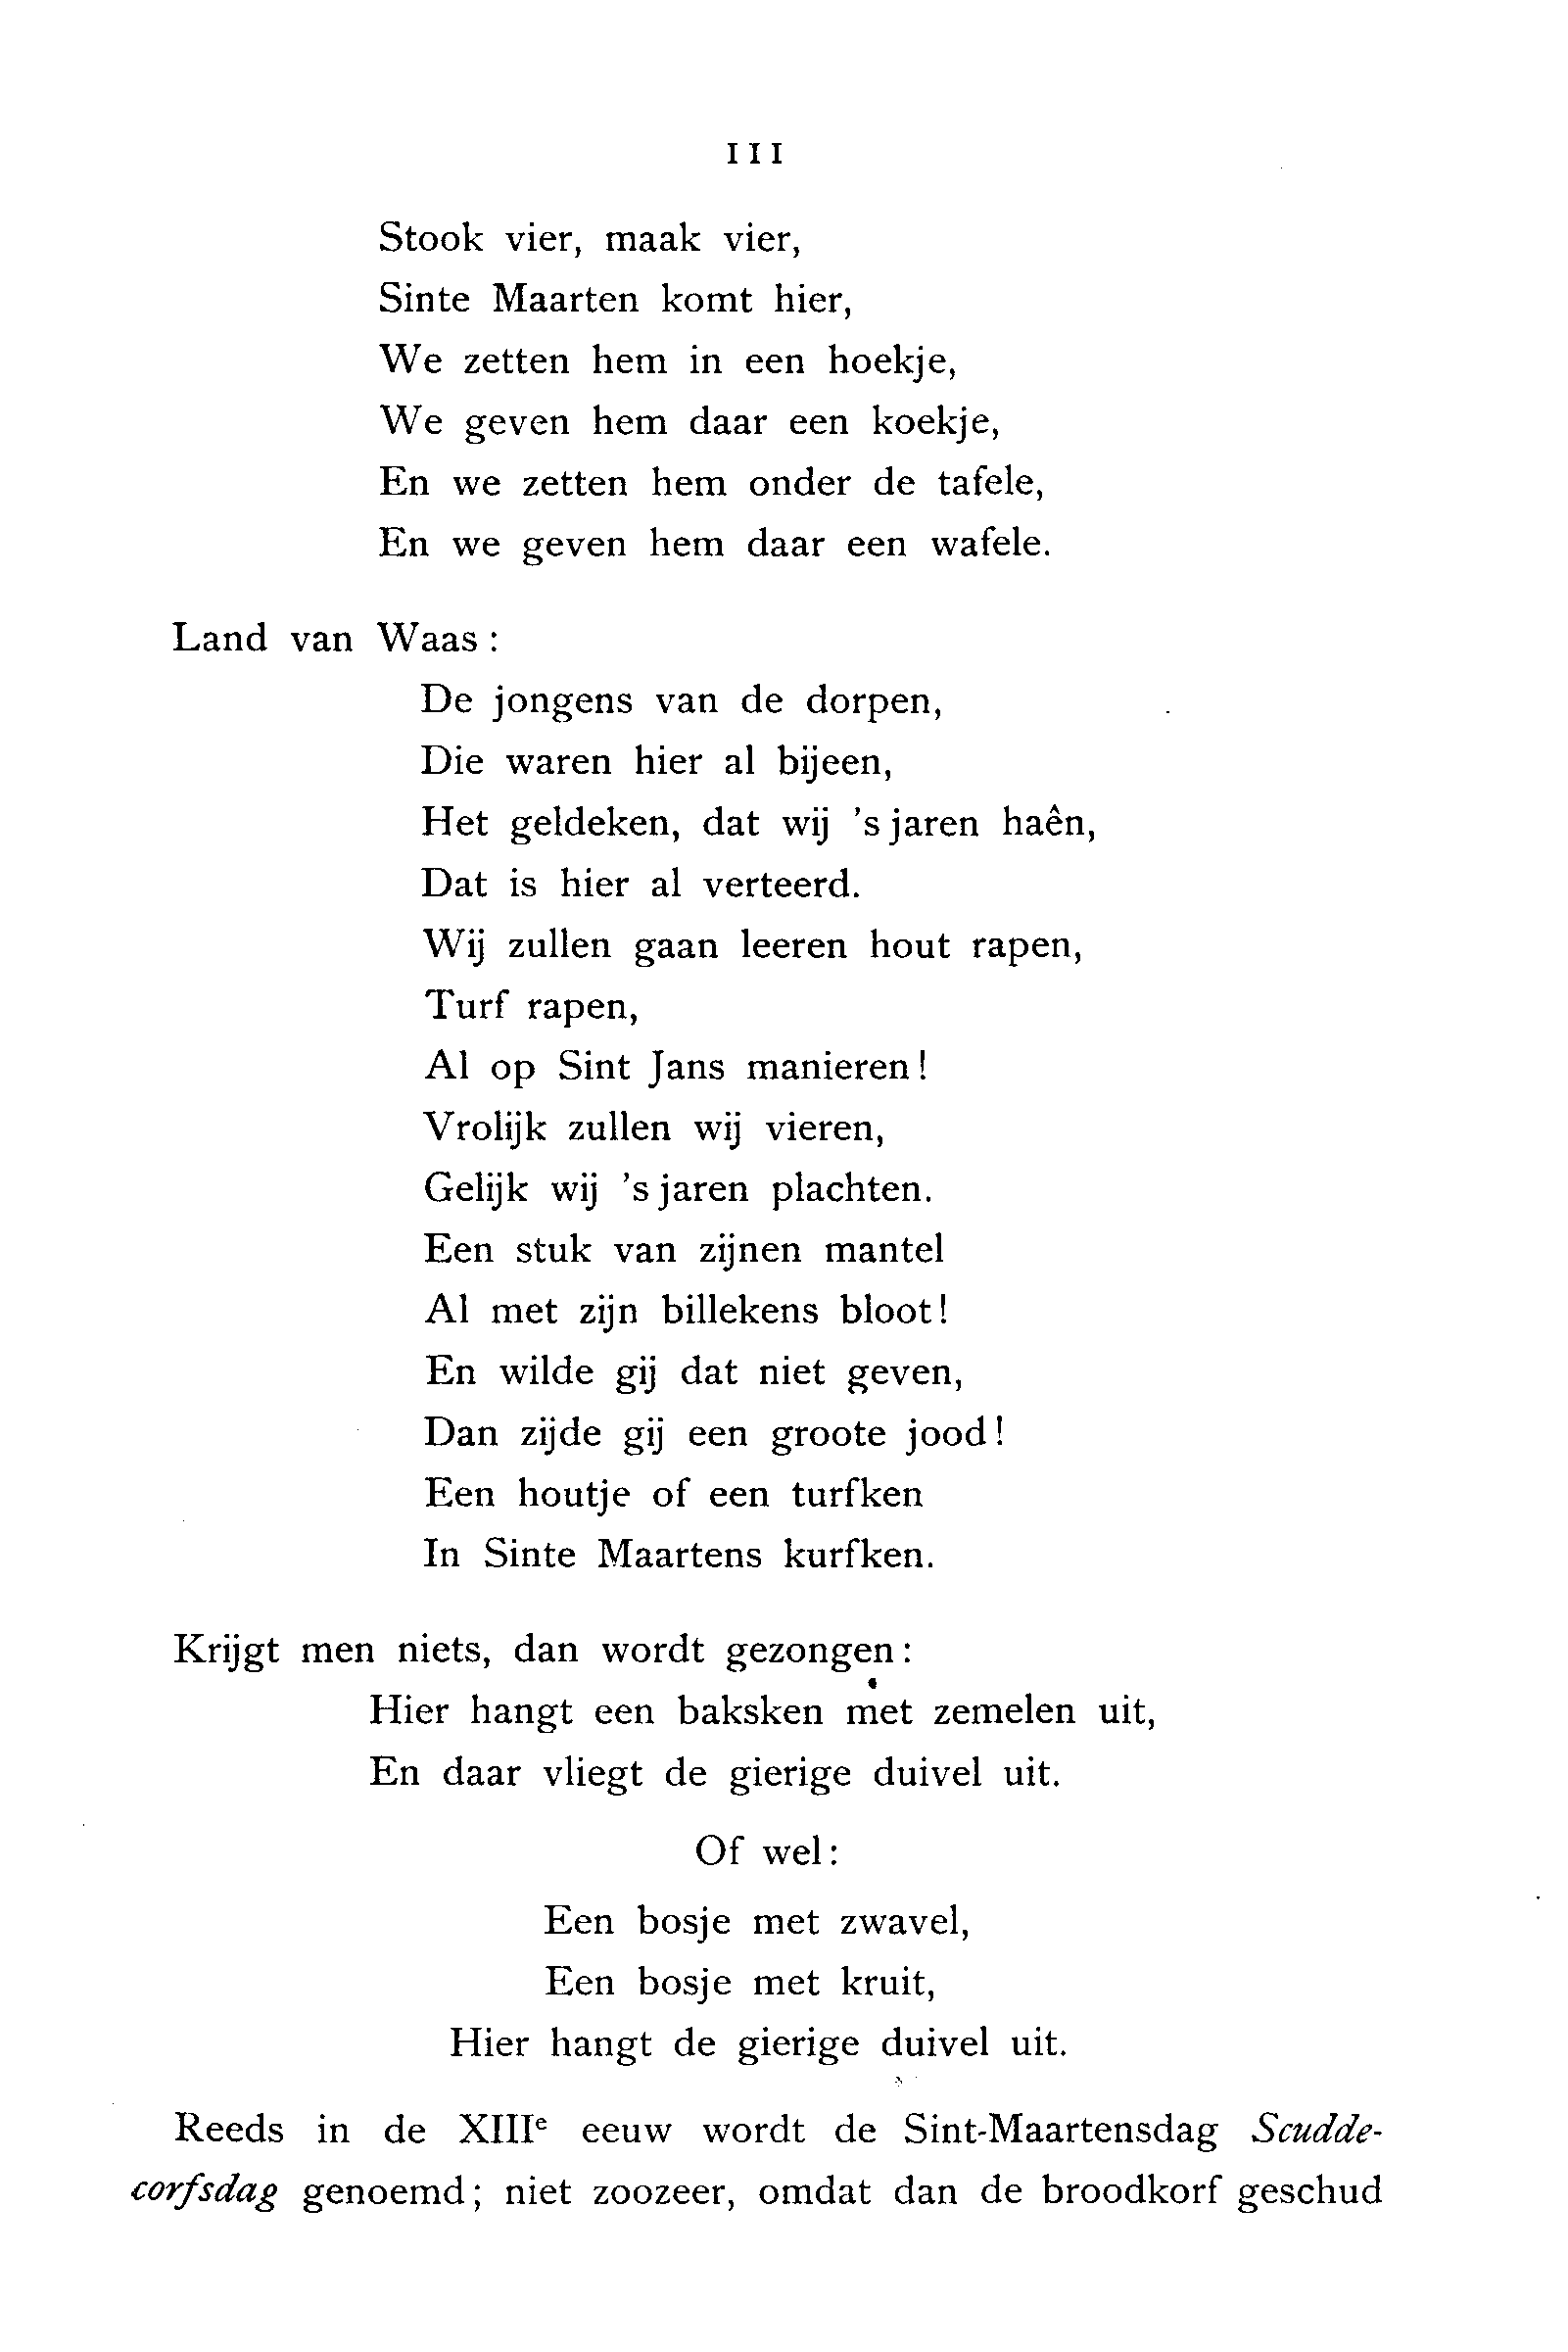 111
Stook vier, maak vier,
Sinte Maarten komt hier,
We zetten hem in een hoekje,
We geven hem daar een koekje,
En we zetten hem onder de tafele,
En we geven hem daar een wafele.
Land van Waas:
De jongens van de dorpen,
Die waren hier al bijeen,
Het geldeken, dat wij 's jaren haên,
Dat is hier al verteerd.
Wij zullen gaan leeren hout rapen,
Turf rapen,
Al op Sint Jans manieren!
Vrolijk zullen wij vieren,
Gelijk wij 's jaren plachten.
Een stuk van zijnen mantel
Al met zijn billekens bloot!
En wilde gij dat niet geven,
Dan zijde gij een groote jood!
Een houtje of een turfken
In Sinte Maartens kurfken.
Krijgt men niets, dan wordt gezongen:
Hier hangt een baksken met zemelen uit,
En daar vliegt de gierige duivel uit.
Of wel:
Een bosje met zwavel,
Een bosje met kruit,
Hier hangt de gierige duivel uit.
Reeds in de XIIIe eeuw wordt de Sint-Maartensdag Scudde-
corfsdag genoemd; niet zoozeer, omdat dan de broodkorf geschud